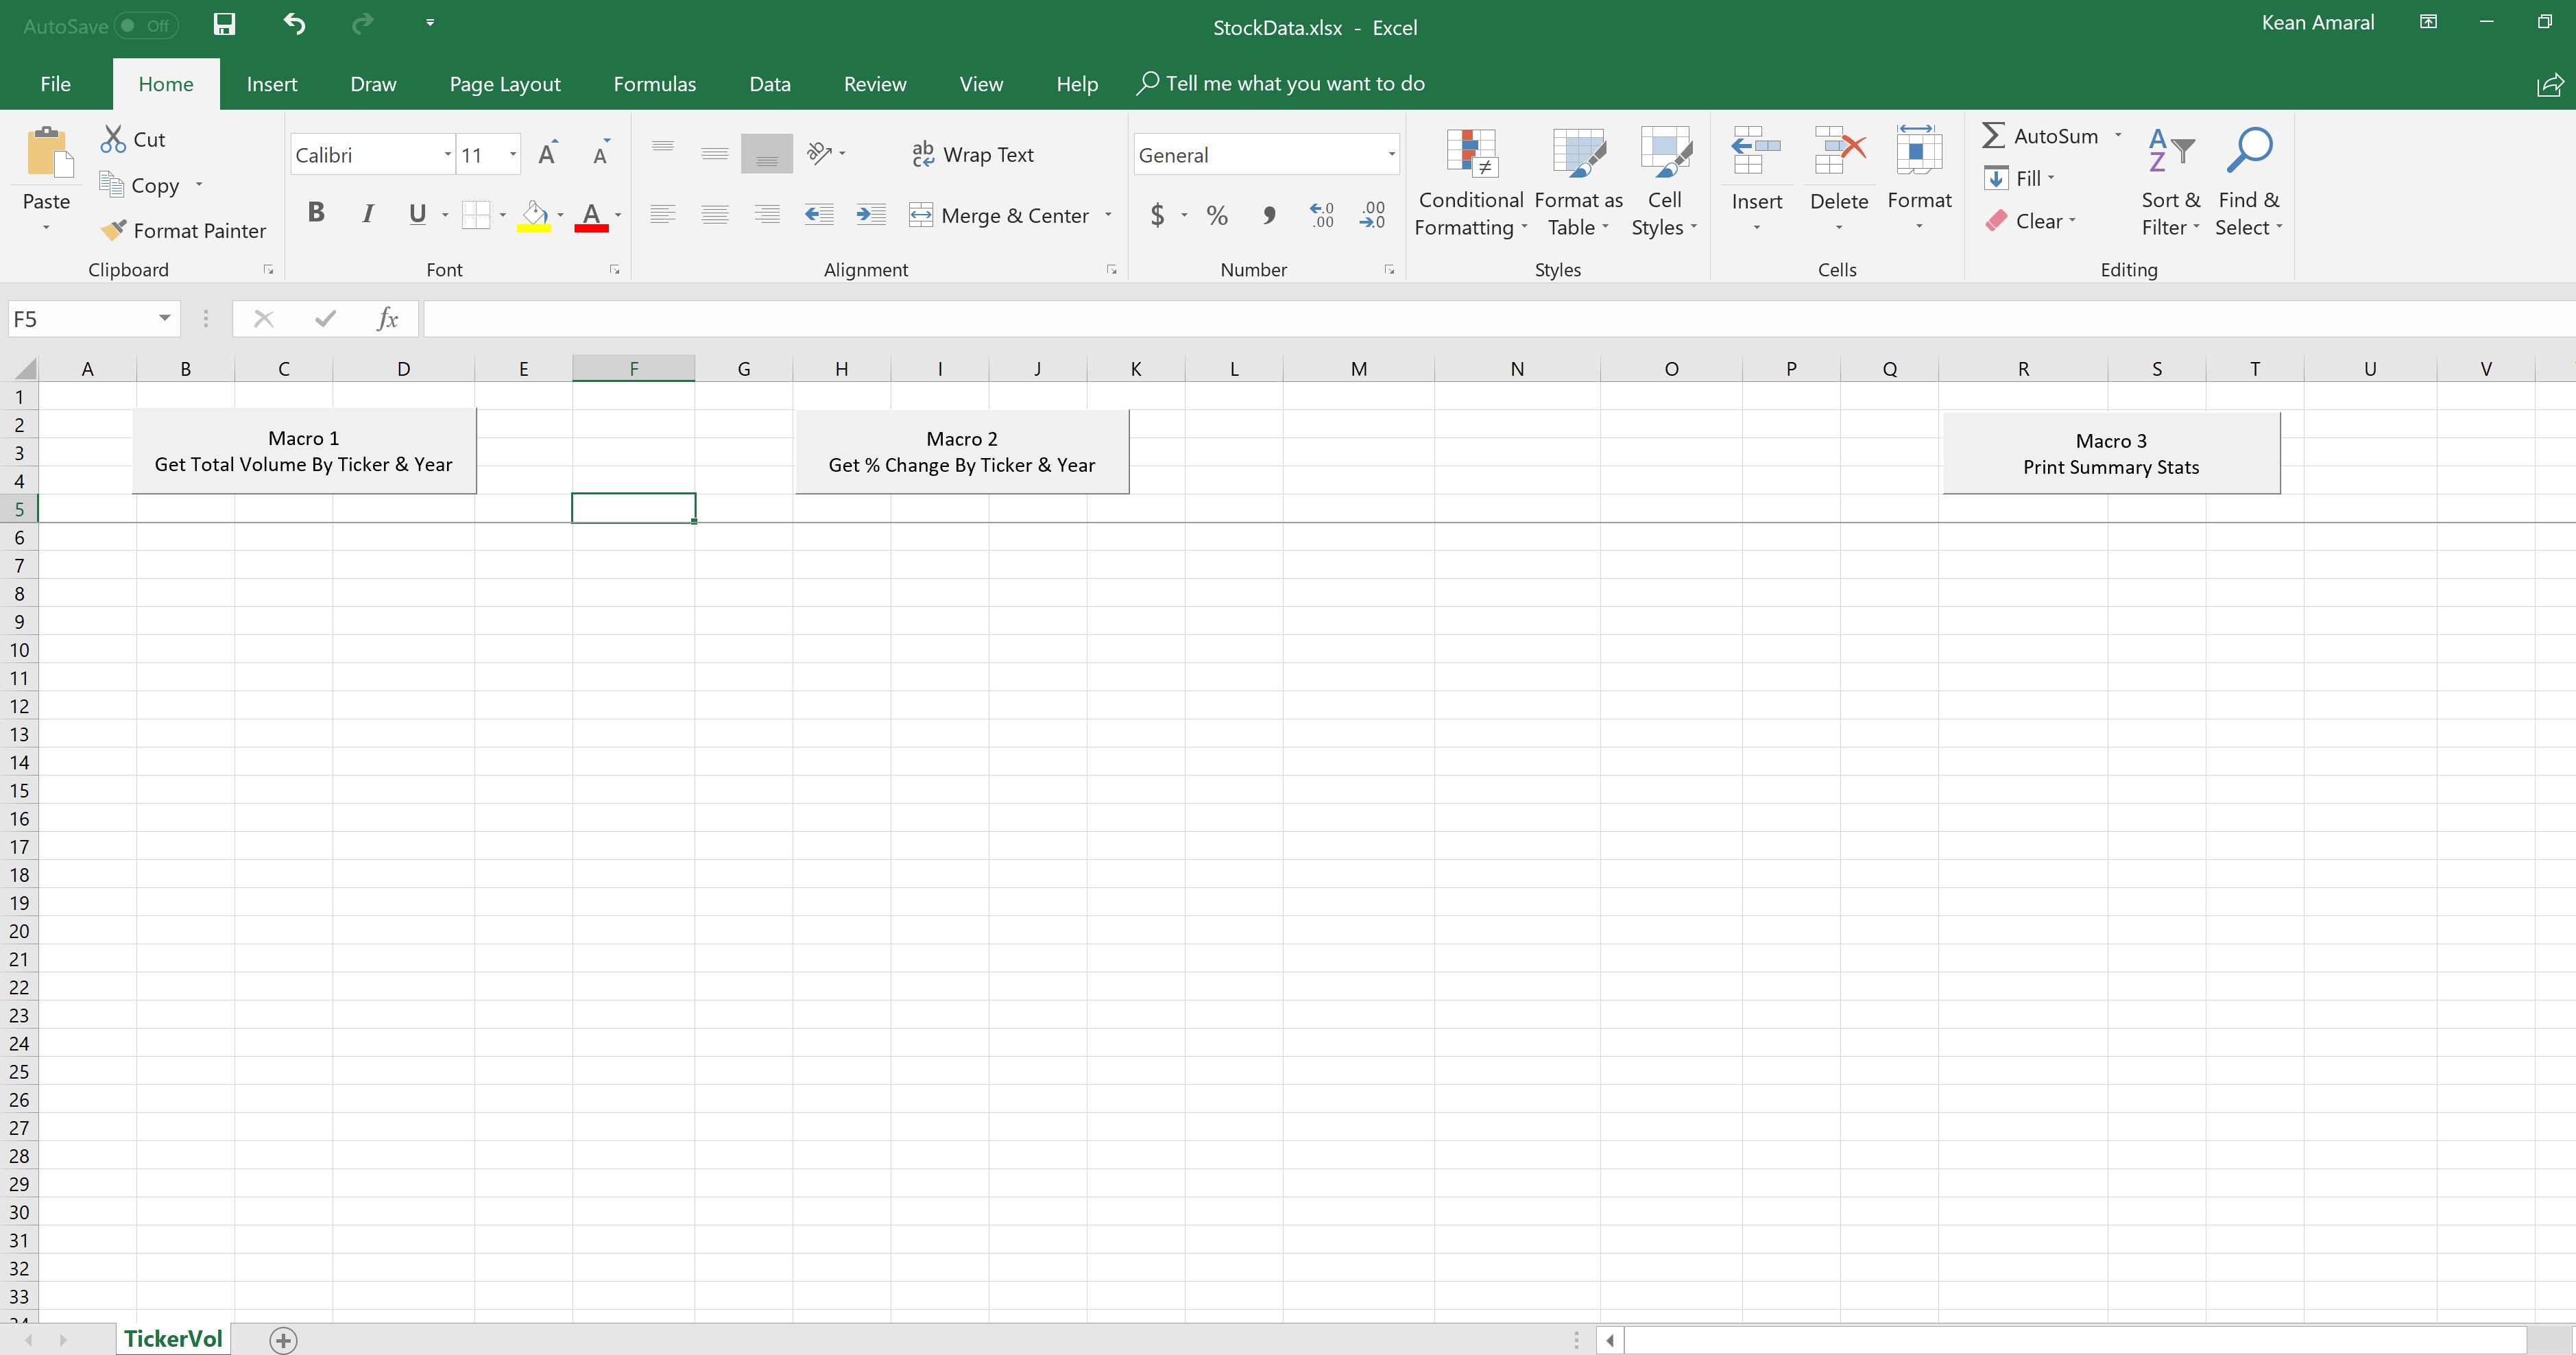 AutoSave Off
StockData.xlsx - Excel
Kean Amaral
File Home Insert Draw Page Layout Formulas Data Review View Help Tell me what you want to do
Paste
Cut
Copy
Format Painter
Clipboard
Calibri 11
B I U A
Font
Wrap Text
Merge & Center
Alignment
General
$ % , .00 .00
Number
Conditional Formatting
Format as Table
Cell Styles
Styles
Insert
Delete
Format
Cells
AutoSum
Fill
Clear
Sort & Filter
Find & Select
Editing
F5 fx
A B C D E F G H I J K L M N O P Q R S T U V
1
2
3
4
5
Macro 1
Get Total Volume By Ticker & Year
Macro 2
Get % Change By Ticker & Year
Macro 3
Print Summary Stats
6
7
8
9
10
11
12
13
14
15
16
17
18
19
20
21
22
23
24
25
26
27
28
29
30
31
32
33
TickerVol